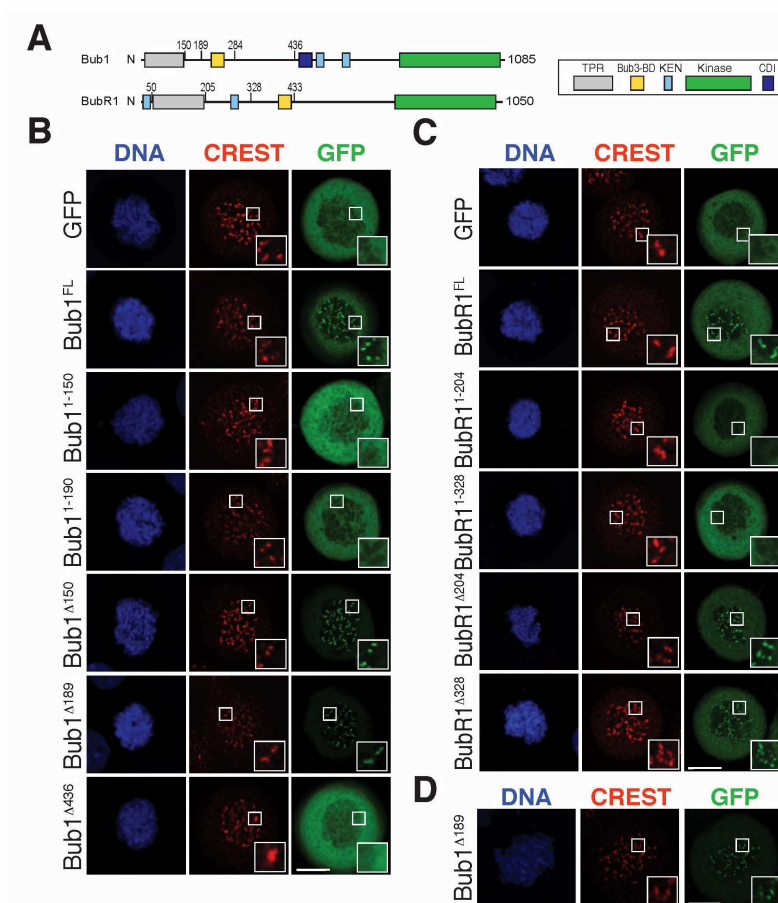 A
150 189 284 436
Bub1 N 1085
50 205 328 433
BubR1 N 1050
TPR Bub3-BD KEN Kinase CDI
B
DNA CREST GFP
GFP
Bub1FL
Bub11-150
Bub11-190
Bub1Δ150
Bub1Δ189
Bub1Δ436
C
DNA CREST GFP
GFP
BubR1FL
BubR11-204
BubR11-328
BubR1Δ204
BubR1Δ328
D
DNA CREST GFP
Bub1Δ189